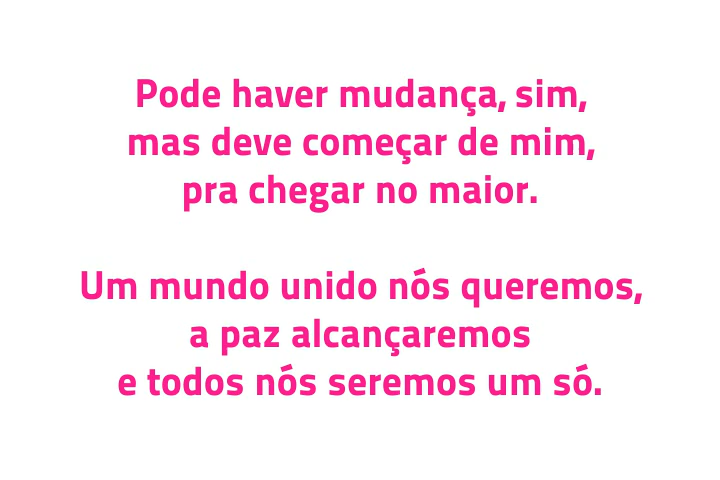 Pode haver mudança, sim,
mas deve começar de mim,
pra chegar no maior.
Um mundo unido nós queremos,
a paz alcançaremos
e todos nós seremos um só.